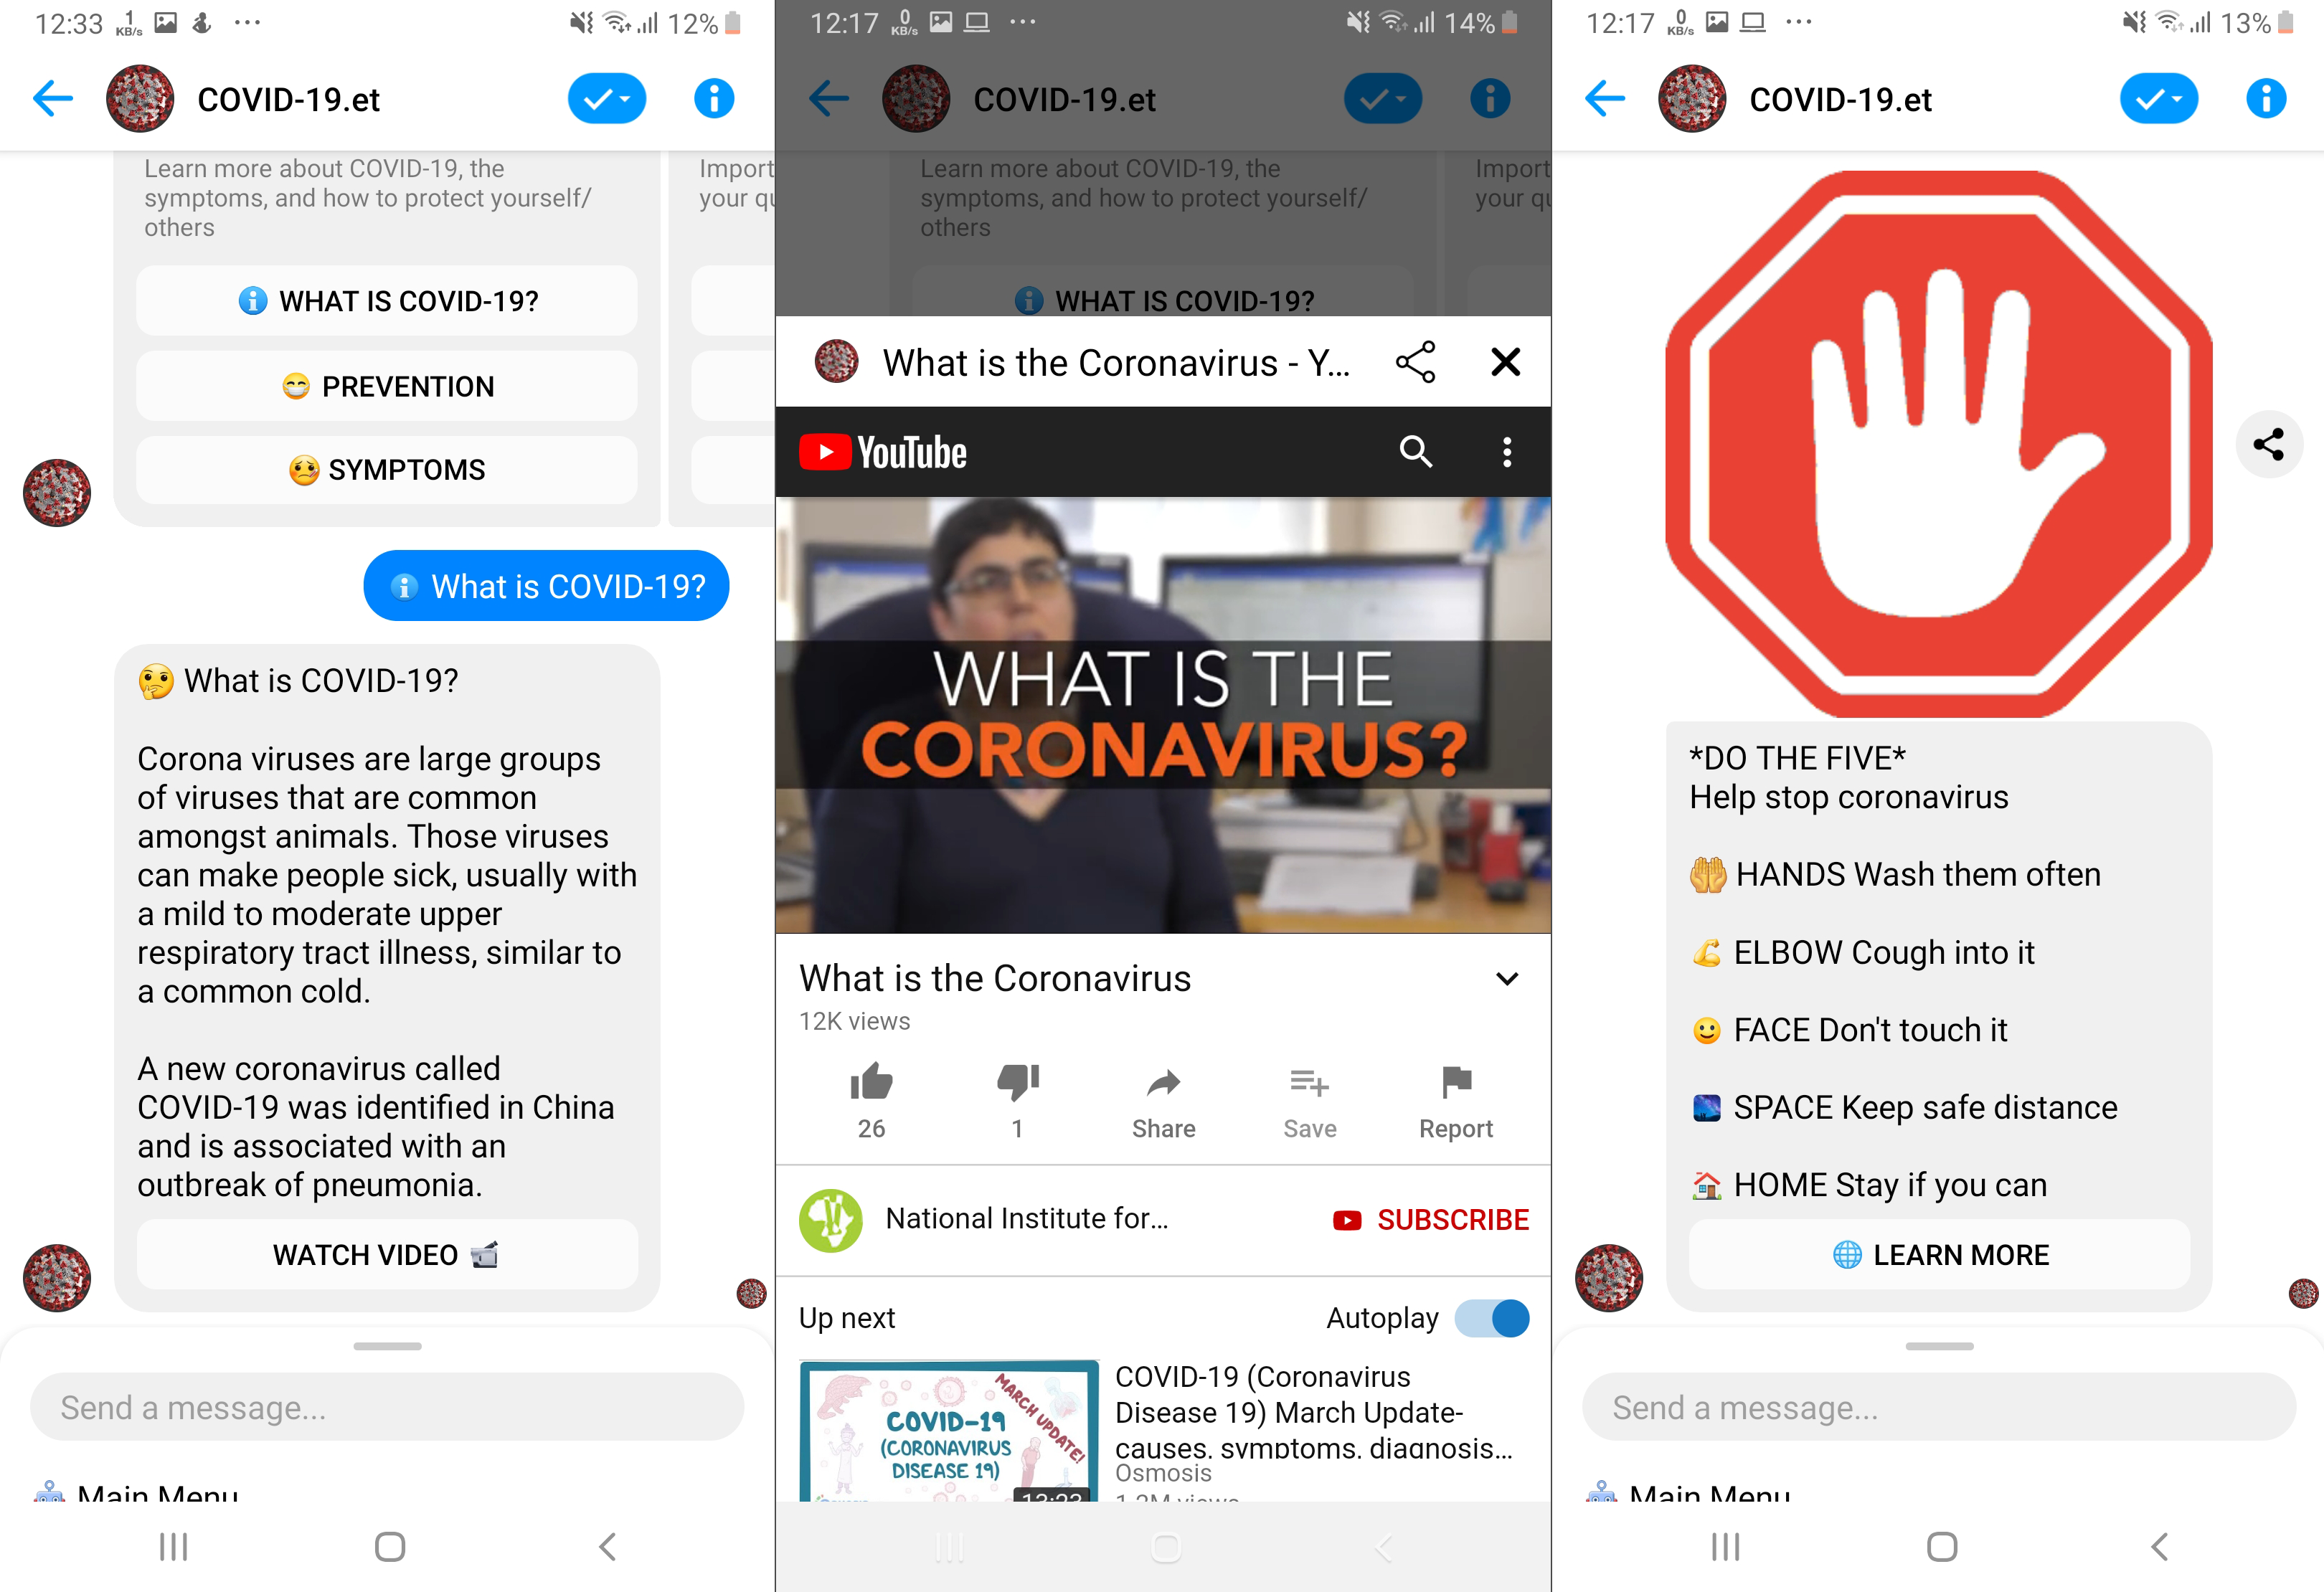 12:33 1 KB/s 12%
COVID-19.et
Learn more about COVID-19, the
symptoms, and how to protect yourself/
others
Import
your qu
WHAT IS COVID-19?
PREVENTION
SYMPTOMS
What is COVID-19?
What is COVID-19?
Corona viruses are large groups
of viruses that are common
amongst animals. Those viruses
can make people sick, usually with
a mild to moderate upper
respiratory tract illness, similar to
a common cold.
A new coronavirus called
COVID-19 was identified in China
and is associated with an
outbreak of pneumonia.
WATCH VIDEO
Send a message...
Main Menu
12:17 0 KB/s 14%
COVID-19.et
Learn more about COVID-19, the
symptoms, and how to protect yourself/
others
Import
your qu
WHAT IS COVID-19?
What is the Coronavirus - Y...
YouTube
WHAT IS THE
CORONAVIRUS?
What is the Coronavirus
12K views
26 1 Share Save Report
National Institute for... SUBSCRIBE
Up next Autoplay
MARCH UPDATE!
COVID-19
(CORONAVIRUS
DISEASE 19)
13:23
COVID-19 (Coronavirus
Disease 19) March Update-
causes, symptoms, diagnosis...
Osmosis
1.2M views
12:17 0 KB/s 13%
COVID-19.et
*DO THE FIVE*
Help stop coronavirus
HANDS Wash them often
ELBOW Cough into it
FACE Don't touch it
SPACE Keep safe distance
HOME Stay if you can
LEARN MORE
Send a message...
Main Menu